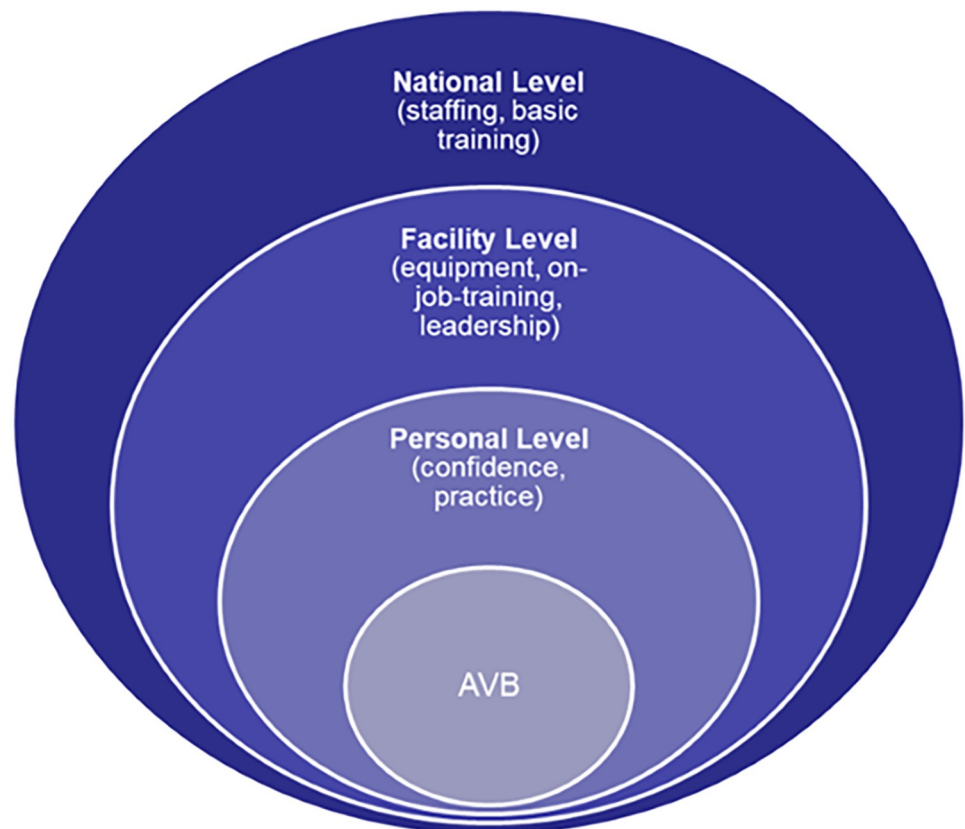 National Level
(staffing, basic
training)
Facility Level
(equipment, on-
job-training,
leadership)
Personal Level
(confidence,
practice)
AVB